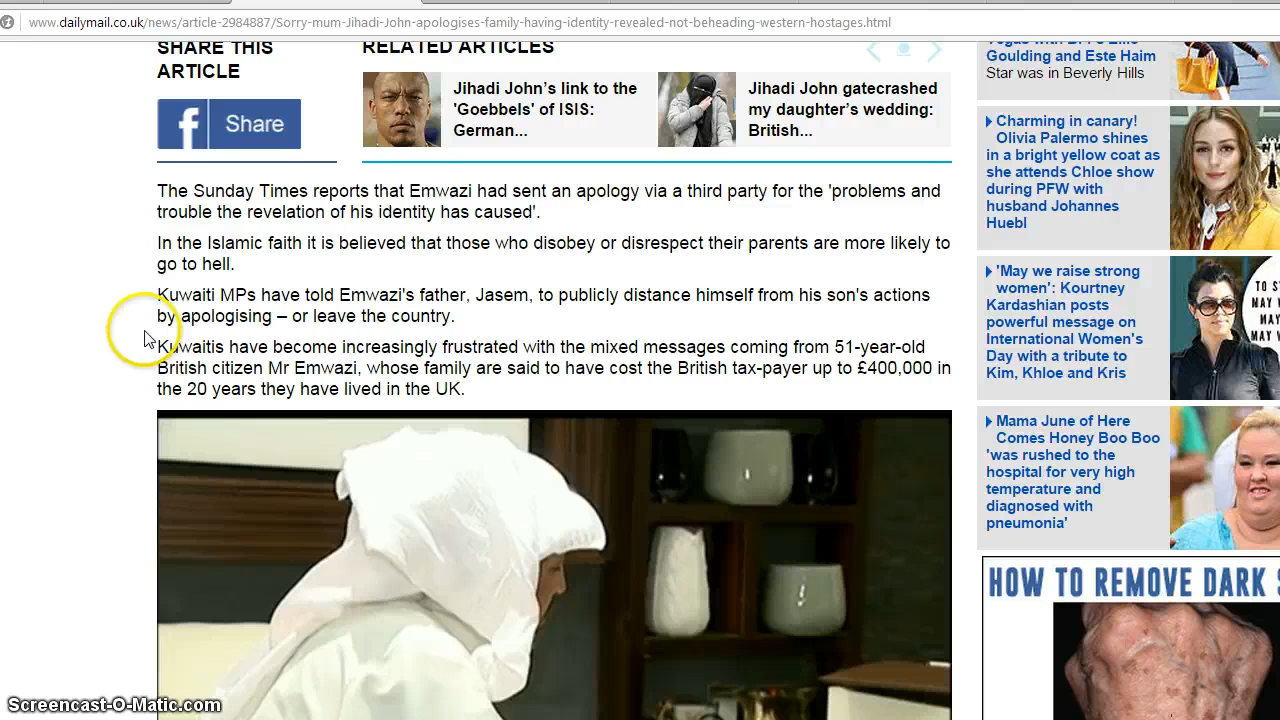 www.dailymail.co.uk/news/article-2984887/Sorry-mum-Jihadi-John-apologises-family-having-identity-revealed-not-beheading-western-hostages.html
SHARE THIS
ARTICLE
f Share
RELATED ARTICLES
Jihadi John's link to the
'Goebbels' of ISIS:
German...
Jihadi John gatecrashed
my daughter's wedding:
British...
The Sunday Times reports that Emwazi had sent an apology via a third party for the 'problems and
trouble the revelation of his identity has caused'.
In the Islamic faith it is believed that those who disobey or disrespect their parents are more likely to
go to hell.
Kuwaiti MPs have told Emwazi's father, Jasem, to publicly distance himself from his son's actions
by apologising – or leave the country.
Kuwaitis have become increasingly frustrated with the mixed messages coming from 51-year-old
British citizen Mr Emwazi, whose family are said to have cost the British tax-payer up to £400,000 in
the 20 years they have lived in the UK.
Goulding and Este Haim
Star was in Beverly Hills
Charming in canary!
Olivia Palermo shines
in a bright yellow coat as
she attends Chloe show
during PFW with
husband Johannes
Huebl
'May we raise strong
women': Kourtney
Kardashian posts
powerful message on
International Women's
Day with a tribute to
Kim, Khloe and Kris
TO
MAY
MAY
MA
Mama June of Here
Comes Honey Boo Boo
'was rushed to the
hospital for very high
temperature and
diagnosed with
pneumonia'
HOW TO REMOVE DARK
Screencast-O-Matic.com